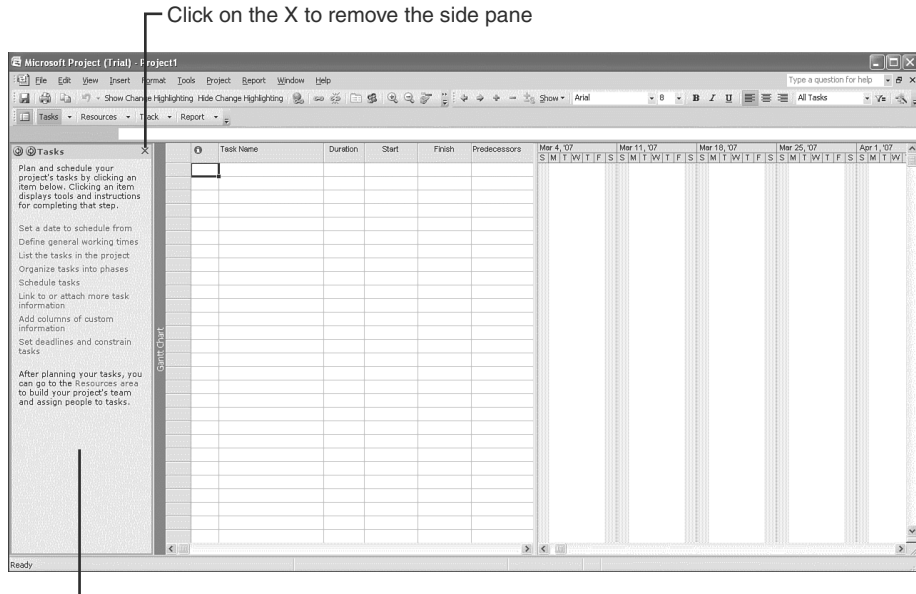 Click on the X to remove the side pane
Microsoft Project (Trial) - Project1
File Edit View Insert Format Tools Project Report Window Help
Type a question for help
Show Change Highlighting Hide Change Highlighting
Show Arial 8 B I U All Tasks
Tasks Resources Track Report
Tasks
Task Name Duration Start Finish Predecessors
Mar 4, '07 Mar 11, '07 Mar 18, '07 Mar 25, '07 Apr 1, '07
S M T W T F S S M T W T F S S M T W T F S S M T W T F S S M T W
Plan and schedule your
project's tasks by clicking an
item below. Clicking an item
displays tools and instructions
for completing that step.
Set a date to schedule from
Define general working times
List the tasks in the project
Organize tasks into phases
Schedule tasks
Link to or attach more task
information
Add columns of custom
information
Set deadlines and constrain
tasks
After planning your tasks, you
can go to the Resources area
to build your project's team
and assign people to tasks.
Gantt Chart
Ready